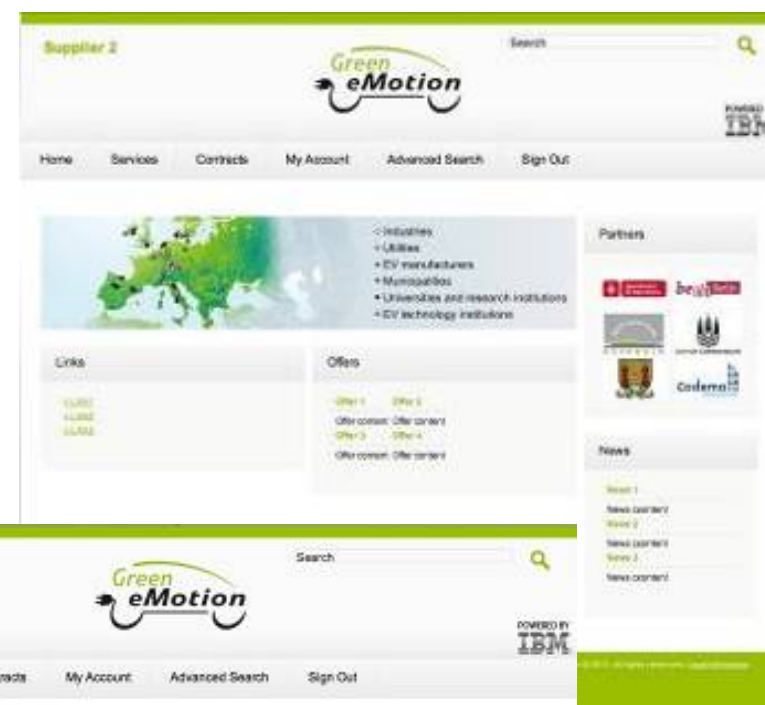 Supplier 2
Search
Green
eMotion
POWERED
IBM
Home Services Contracts My Account Advanced Search Sign Out
Industries
Utilities
EV manufacturers
Municipalities
Universities and research institutions
EV technology institutions
Partners
Links
Offers
Offer 1 Offer 2
Offer content Offer content
Offer 3 Offer 4
Offer content Offer content
Codema
News
News 1
News content
News 2
News content
News 3
News content
Search
Green
eMotion
POWERED BY
IBM
My Account Advanced Search Sign Out